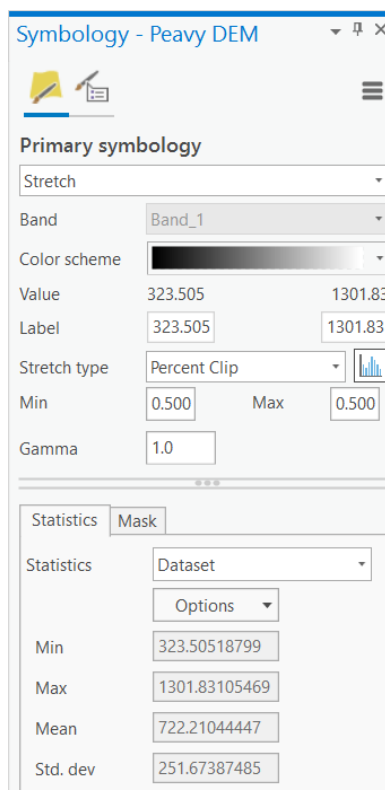 Symbology - Peavy DEM
Primary symbology
Stretch
Band Band_1
Color scheme
Value 323.505 1301.83
Label 323.505 1301.83
Stretch type Percent Clip
Min 0.500 Max 0.500
Gamma 1.0
Statistics Mask
Statistics Dataset
Options
Min 323.50518799
Max 1301.83105469
Mean 722.21044447
Std. dev 251.67387485